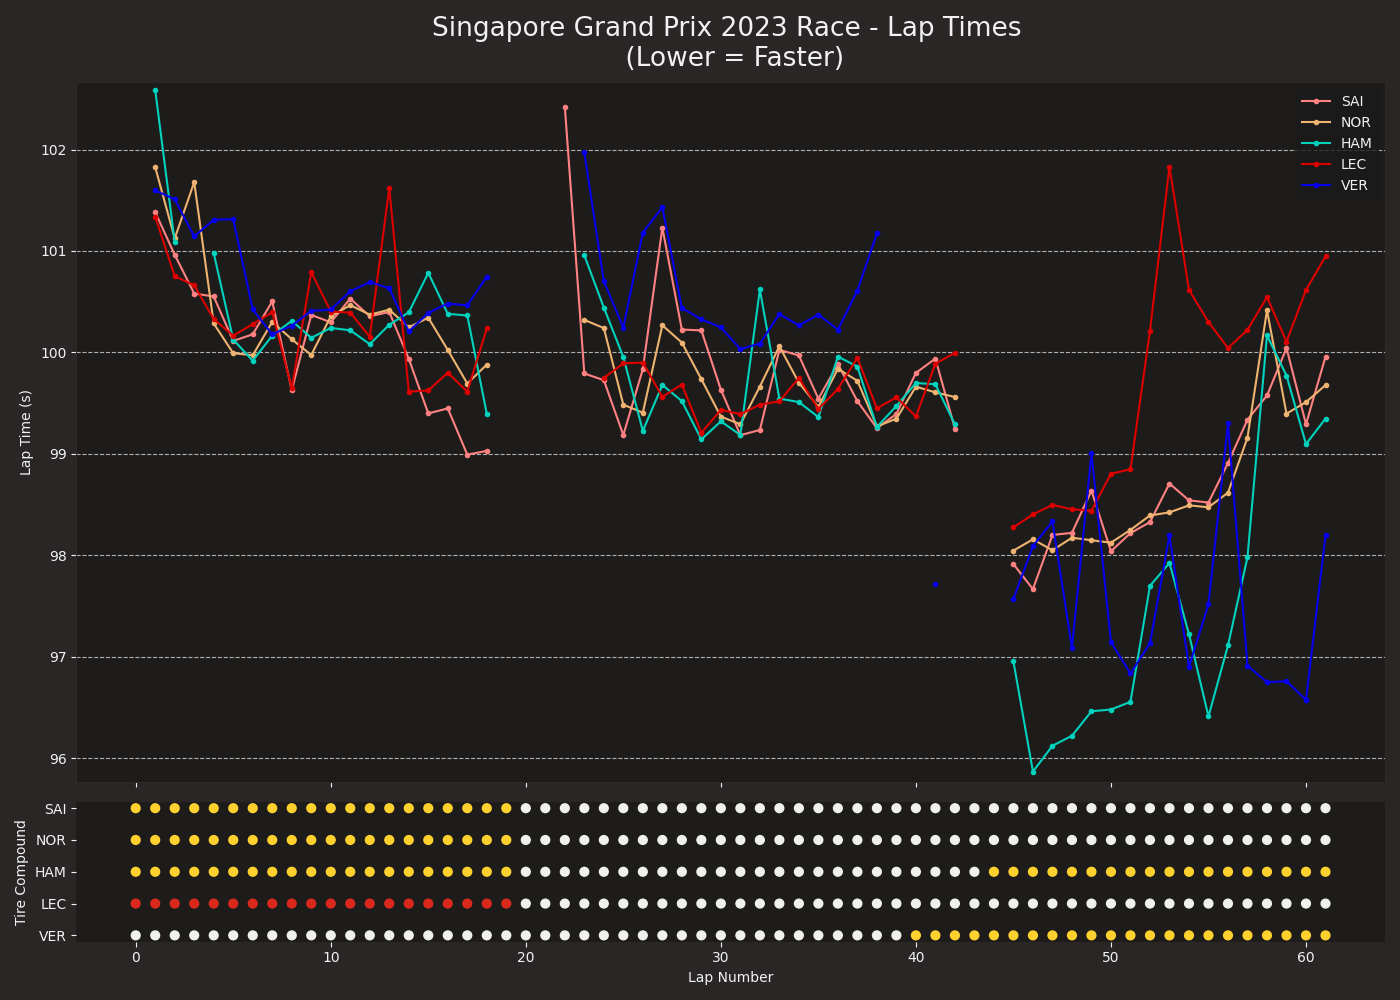 Singapore Grand Prix 2023 Race - Lap Times
(Lower = Faster)
SAI
NOR
HAM
LEC
VER
Lap Time (s)
102
101
100
99
98
97
96
Tire Compound
SAI
NOR
HAM
LEC
VER
0 10 20 30 40 50 60
Lap Number